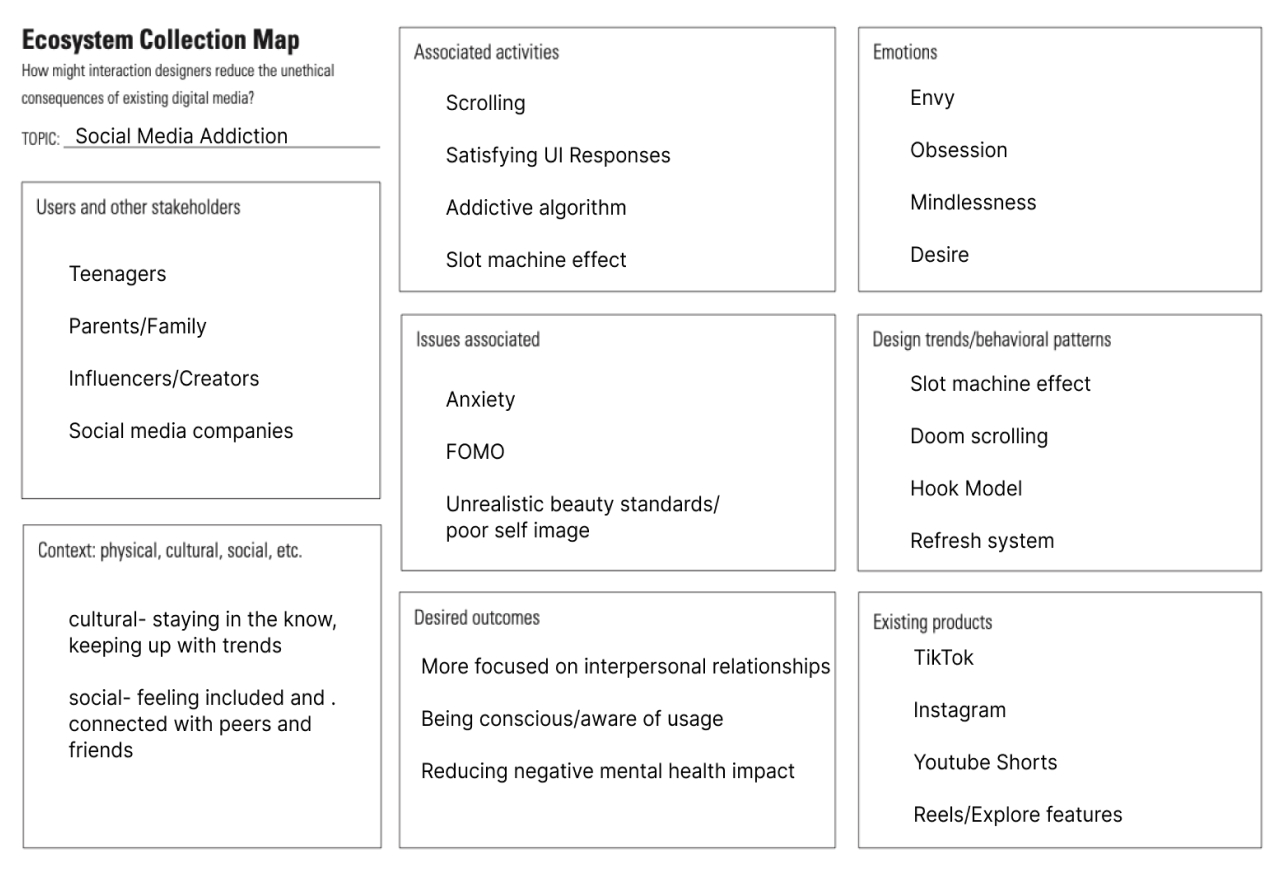 Ecosystem Collection Map
How might interaction designers reduce the unethical
consequences of existing digital media?
TOPIC: Social Media Addiction
Users and other stakeholders
Teenagers
Parents/Family
Influencers/Creators
Social media companies
Context: physical, cultural, social, etc.
cultural- staying in the know,
keeping up with trends
social- feeling included and .
connected with peers and
friends
Associated activities
Scrolling
Satisfying UI Responses
Addictive algorithm
Slot machine effect
Issues associated
Anxiety
FOMO
Unrealistic beauty standards/
poor self image
Desired outcomes
More focused on interpersonal relationships
Being conscious/aware of usage
Reducing negative mental health impact
Emotions
Envy
Obsession
Mindlessness
Desire
Design trends/behavioral patterns
Slot machine effect
Doom scrolling
Hook Model
Refresh system
Existing products
TikTok
Instagram
Youtube Shorts
Reels/Explore features